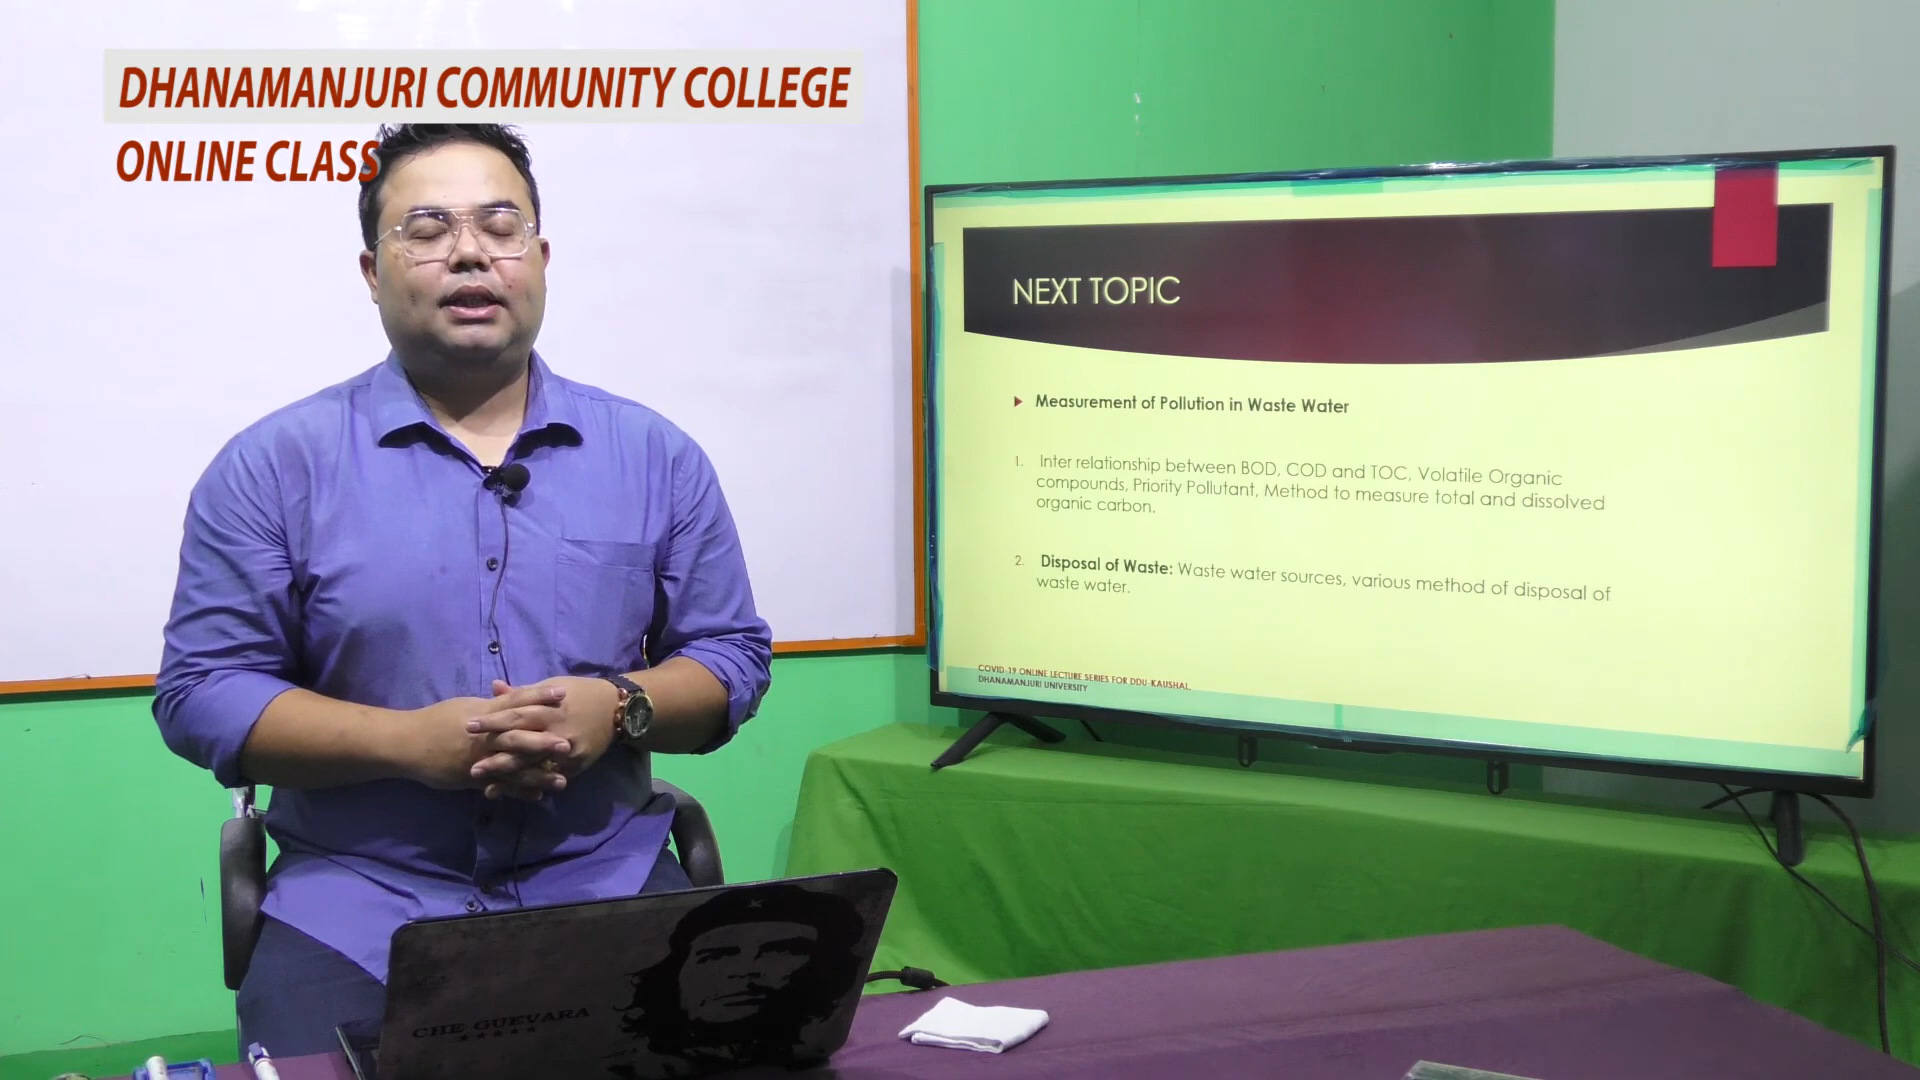 DHANAMANJURI COMMUNITY COLLEGE
ONLINE CLASS
NEXT TOPIC
Measurement of Pollution in Waste Water
1. Inter relationship between BOD, COD and TOC, Volatile Organic
compounds, Priority Pollutant, Method to measure total and dissolved
organic carbon.
2. Disposal of Waste: Waste water sources, various method of disposal of
waste water.
COVID-19 ONLINE LECTURE SERIES FOR DDU-KAUSHAL,
DHANAMANJURI UNIVERSITY
CHE GUEVARA